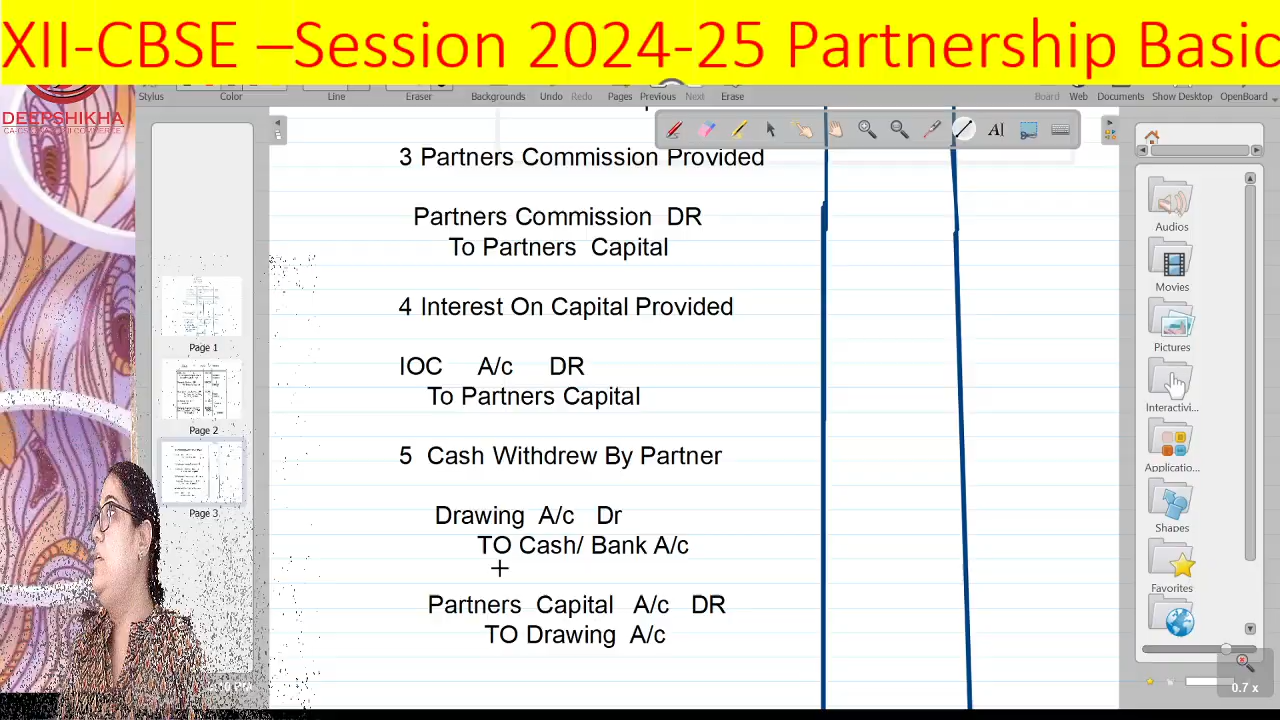 XII-CBSE –Session 2024-25 Partnership Basic
Stylus
Color
Line
Eraser
Backgrounds
Undo
Redo
Pages
Previous
Next
Erase
Board
Web
Documents
Show Desktop
OpenBoard
DEEPSHIKHA
3 Partners Commission Provided
Partners Commission DR
To Partners Capital
4 Interest On Capital Provided
IOC A/c DR
To Partners Capital
5 Cash Withdrew By Partner
Drawing A/c Dr
TO Cash/ Bank A/c
Partners Capital A/c DR
TO Drawing A/c
Page 1
Page 2
Page 3
Audios
Movies
Pictures
Interactivi...
Applicatio...
Shapes
Favorites
0.7 x